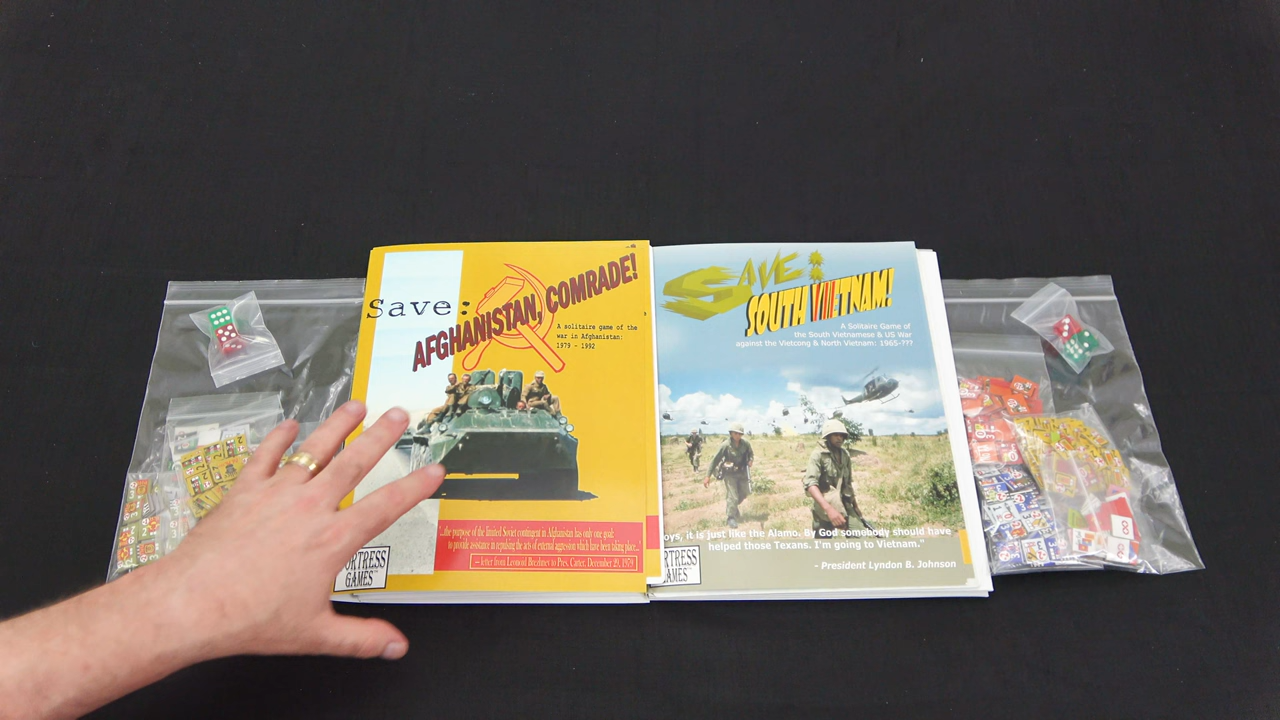 Save:
AFGHANISTAN, COMRADE!
A solitaire game of the
war in Afghanistan:
1979 - 1992
"...the purpose of the limited Soviet contingent in Afghanistan has only one goal:
to provide assistance in repulsing the acts of external aggression which have been taking place..."
— letter from Leonid Brezhnev to Pres. Carter, December 29, 1979
FORTRESS
GAMES
SAVE
SOUTH VIETNAM!
A Solitaire Game of
the South Vietnamese & US War
against the Vietcong & North Vietnam: 1965-???
oys, it is just like the Alamo. By God somebody should have
helped those Texans. I'm going to Vietnam."
- President Lyndon B. Johnson
RTRESS
GAMES